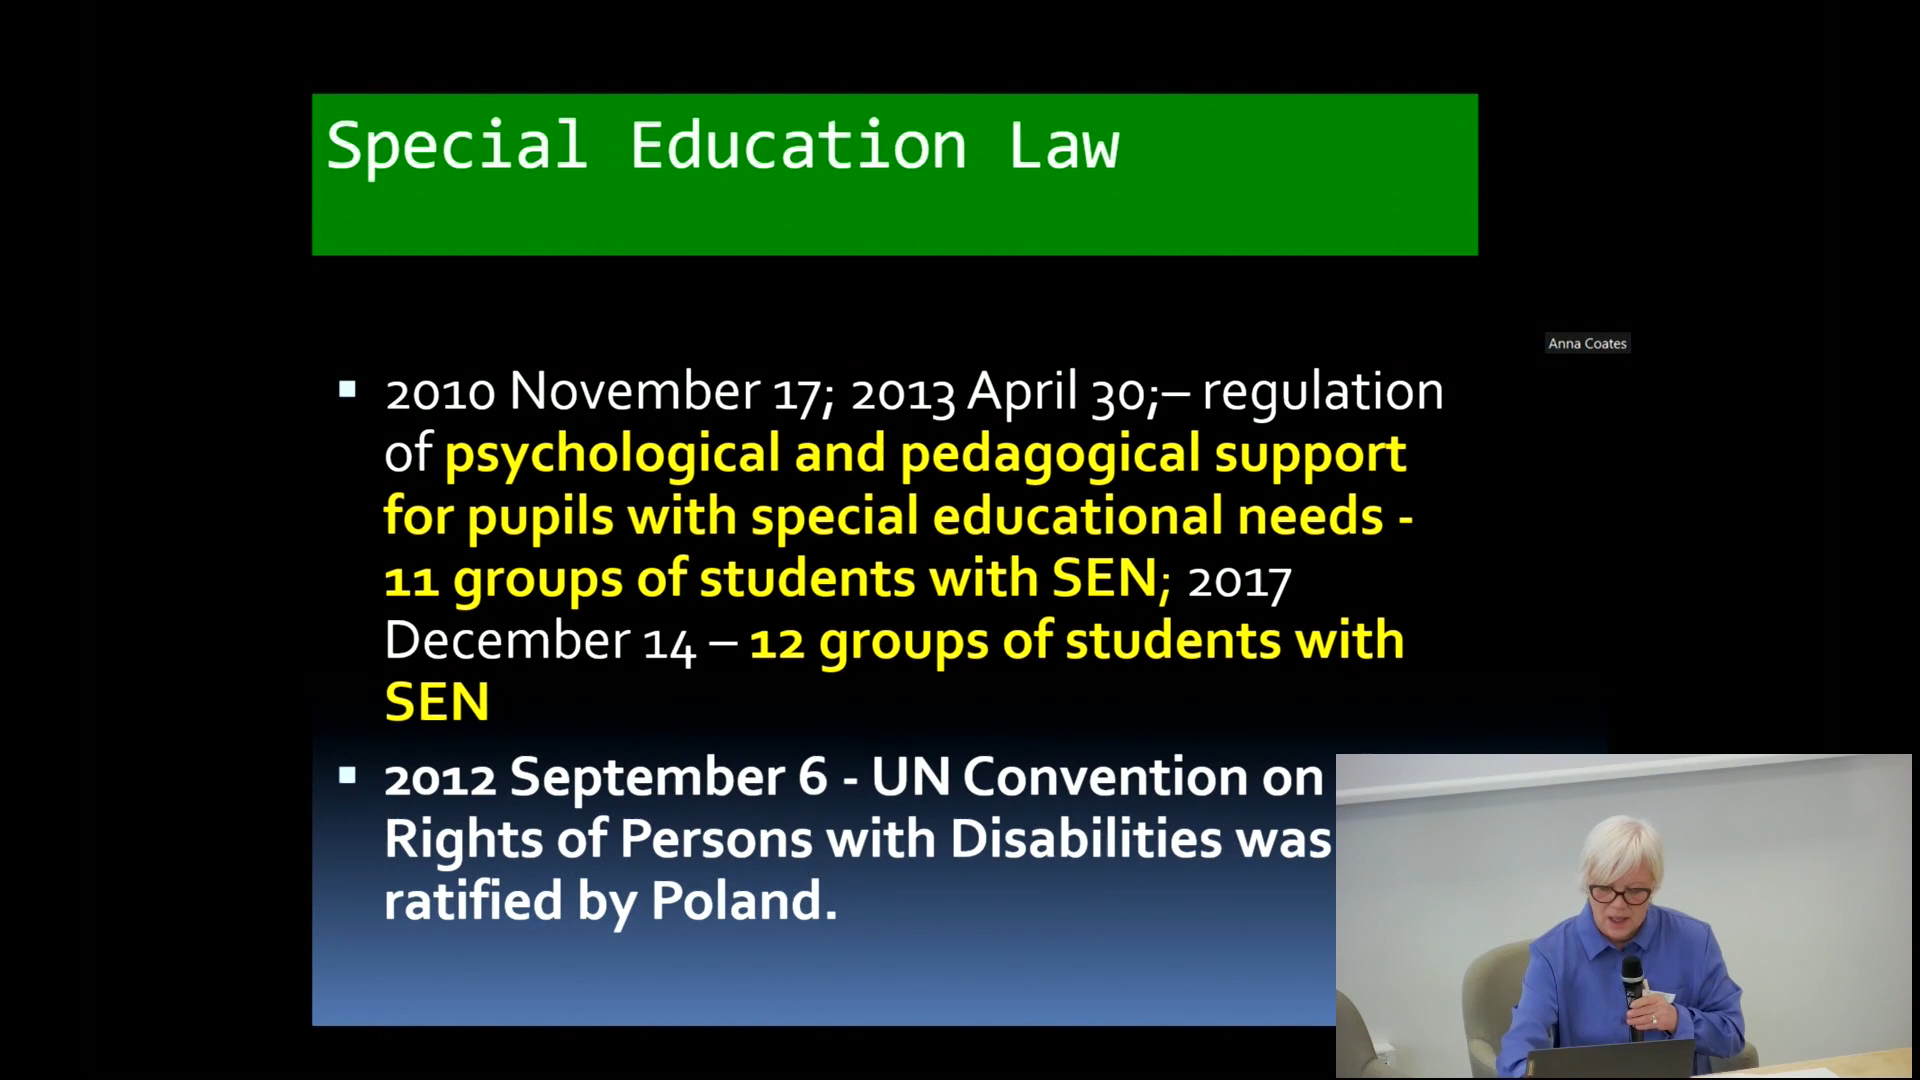 Special Education Law
Anna Coates
▪ 2010 November 17; 2013 April 30;– regulation
of psychological and pedagogical support
for pupils with special educational needs -
11 groups of students with SEN; 2017
December 14 – 12 groups of students with
SEN
▪ 2012 September 6 - UN Convention on
Rights of Persons with Disabilities was
ratified by Poland.